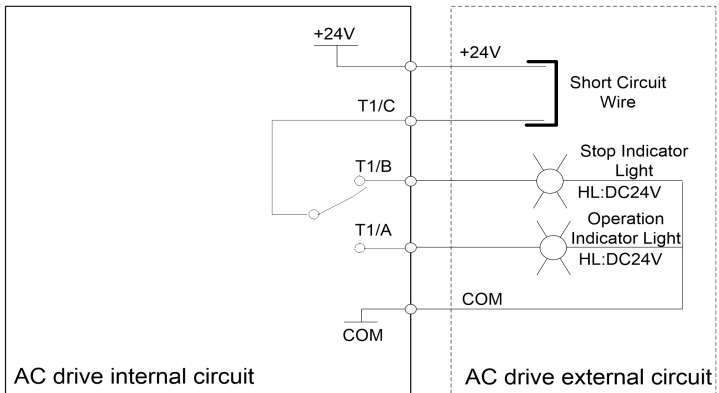 +24V
+24V
Short Circuit
Wire
T1/C
Stop Indicator
Light
HL:DC24V
T1/B
Operation
Indicator Light
HL:DC24V
T1/A
COM
COM
AC drive internal circuit
AC drive external circuit